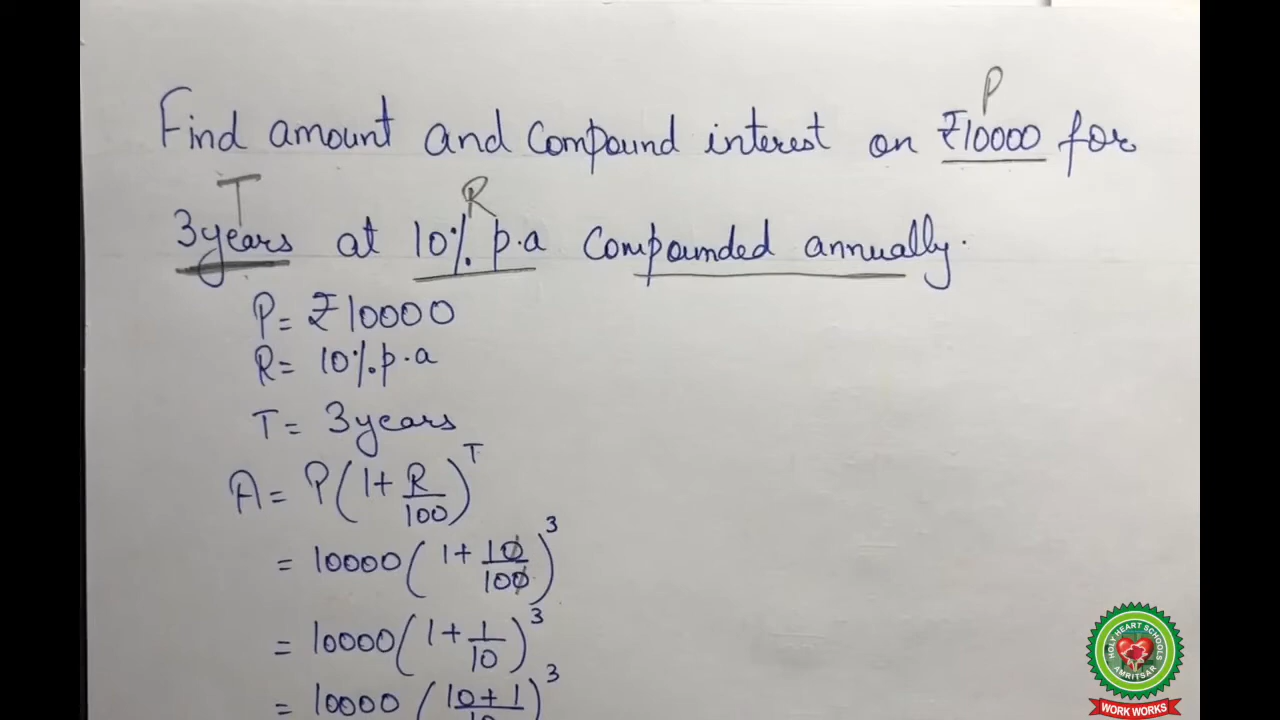 P
Find amount and compound interest on ₹10000 for
T R
3years at 10% p.a compounded annually.
P= ₹10000
R= 10%p.a
T= 3years
A= P(1+R/100)^T
= 10000(1+10/100)^3
= 10000(1+1/10)^3
= 10000(10+1/10)^3
HOLY HEART SCHOOLS
AMRITSAR
WORK WORKS